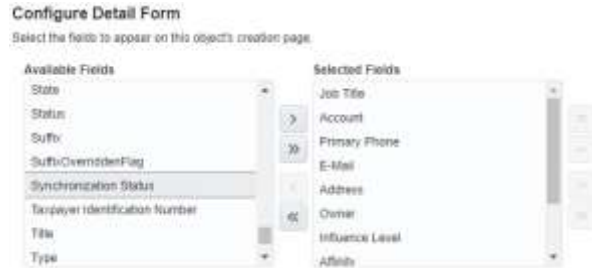 Configure Detail Form
Select the fields to appear on this object's creation page.
Available Fields
State
Status
Suffix
SuffixOverriddenFlag
Synchronization Status
Taxpayer Identification Number
Title
Type
Selected Fields
Job Title
Account
Primary Phone
E-Mail
Address
Owner
Influence Level
Affinity